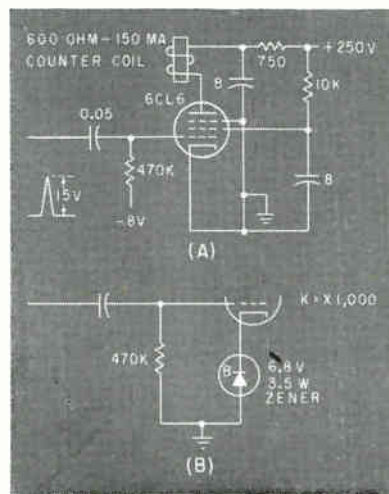 600 OHM-150 MA
COUNTER COIL
+250V
750
8
10K
6CL6
0.05
470K
8
15V
-8V
(A)
K=X1,000
470K
B
6.8V
3.5W
ZENER
(B)